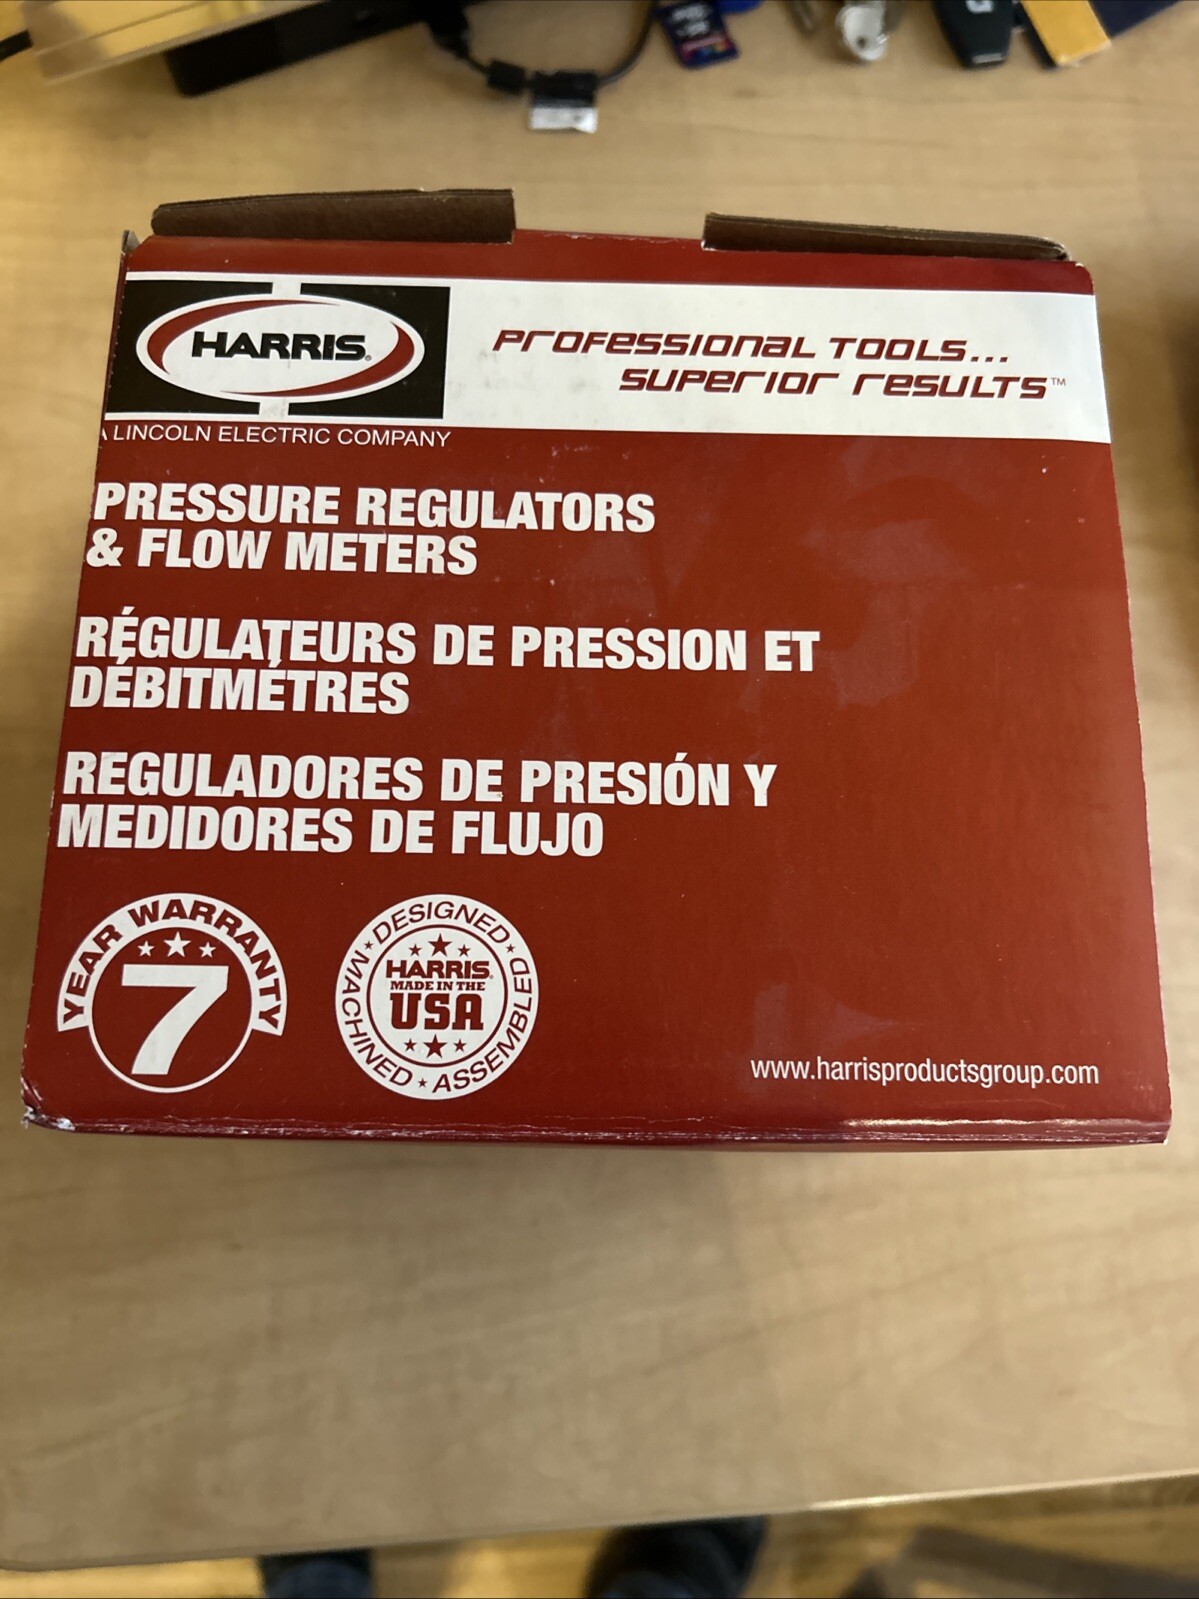 HARRIS®
PROFESSIONAL TOOLS...
SUPERIOR RESULTS™
A LINCOLN ELECTRIC COMPANY
PRESSURE REGULATORS
& FLOW METERS
RÉGULATEURS DE PRESSION ET
DÉBITMÉTRES
REGULADORES DE PRESIÓN Y
MEDIDORES DE FLUJO
YEAR WARRANTY
7
DESIGNED
MACHINED
ASSEMBLED
HARRIS®
MADE IN THE
USA
www.harrisproductsgroup.com